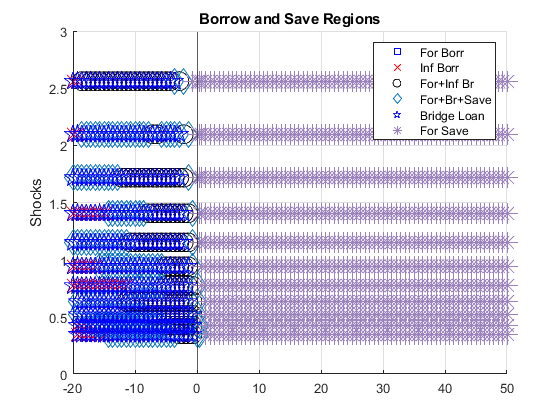 Borrow and Save Regions
3
2.5
2
1.5
1
0.5
0
Shocks
For Borr
Inf Borr
For+Inf Br
For+Br+Save
Bridge Loan
For Save
-20
-10
0
10
20
30
40
50